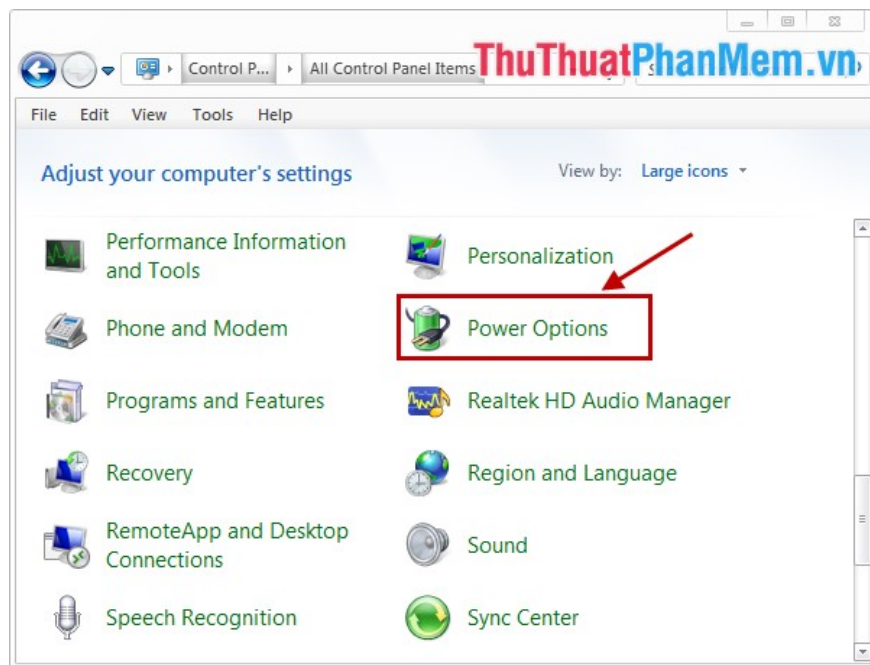 Control P...
All Control Panel Items
ThuThuatPhanMem.vn
File Edit View Tools Help
Adjust your computer's settings
View by: Large icons
Performance Information
and Tools
Personalization
Phone and Modem
Power Options
Programs and Features
Realtek HD Audio Manager
Recovery
Region and Language
RemoteApp and Desktop
Connections
Sound
Speech Recognition
Sync Center